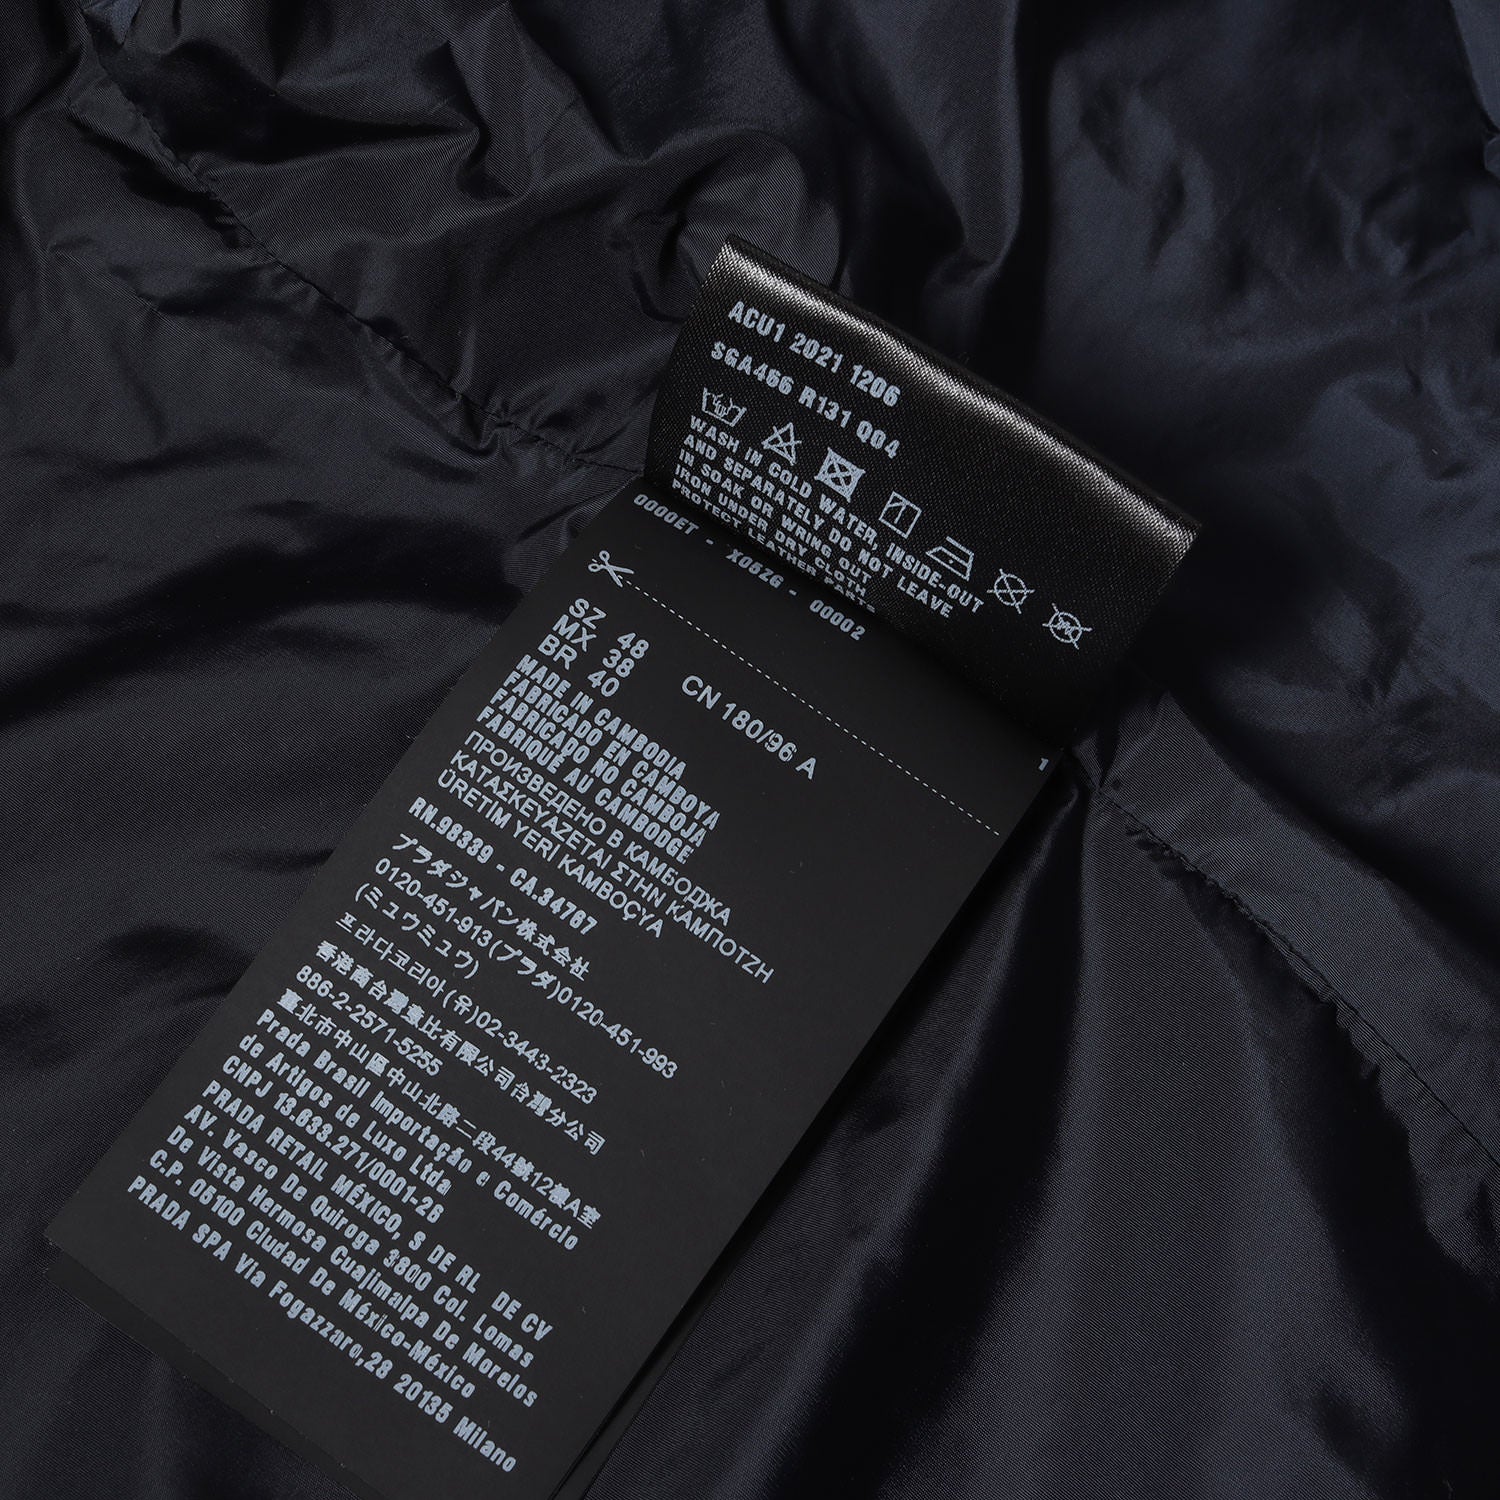 ACU1 2021 1206
SGA466 R131 Q04
WASH IN COLD WATER, INSIDE-OUT
AND SEPARATELY DO NOT LEAVE
IN SOAK OR WRING OUT
PRON UNDER DRY CLOTH
PROTECT LEATHER PARTS
0000ET - X06ZG - 00002
1
SZ 48 CN 180/96 A
MX 38
BR 40
MADE IN CAMBODIA
FABRICADO EN CAMBOYA
FABRICADO NO CAMBOJA
FABRIQUE AU CAMBODGE
ПРОИЗВЕДЕНО В КАМБОДЖА
ΚΑΤΑΣΚΕΥΑΖΕΤΑΙ ΣΤΗΝ ΚΑΜΠΟΤΖΗ
ÜRETİM YERİ KAMBOÇYA
RN.98339 - CA.34767
プラダジャパン株式会社
0120-451-913(プラダ)0120-451-993
(ミュウミュウ)
프라다코리아(유)02-3443-2323
香港商台灣薏比有限公司台灣分公司
886-2-2571-5255
臺北市中山區中山北路二段44號12樓A室
Prada Brasil Importação e Comércio
de Artigos de Luxo Ltda
CNPJ 13.633.271/0001-26
PRADA RETAIL MÉXICO, S DE RL DE CV
AV. Vasco De Quiroga 3800 Col. Lomas
De Vista Hermosa Cuajimalpa De Morelos
C.P. 05100 Ciudad De México-México
PRADA SPA Via Fogazzaro,28 20135 Milano